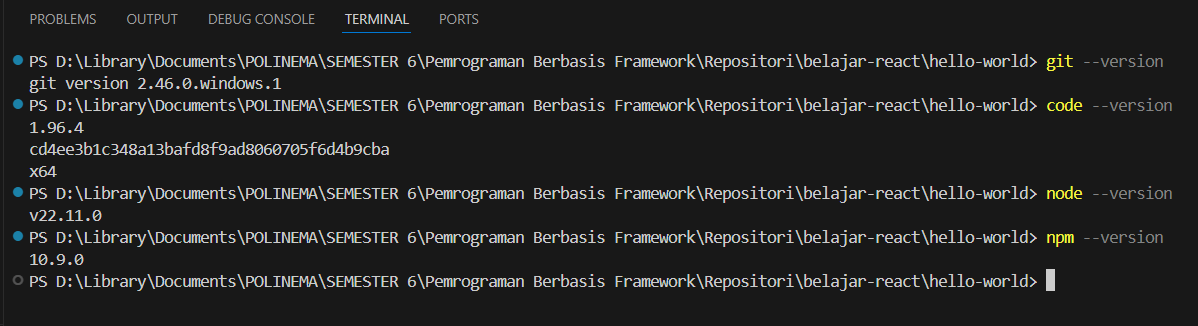 PROBLEMS OUTPUT DEBUG CONSOLE TERMINAL PORTS
PS D:\Library\Documents\POLINEMA\SEMESTER 6\Pemrograman Berbasis Framework\Repositori\belajar-react\hello-world> git --version
git version 2.46.0.windows.1
PS D:\Library\Documents\POLINEMA\SEMESTER 6\Pemrograman Berbasis Framework\Repositori\belajar-react\hello-world> code --version
1.96.4
cd4ee3b1c348a13bafd8f9ad8060705f6d4b9cba
x64
PS D:\Library\Documents\POLINEMA\SEMESTER 6\Pemrograman Berbasis Framework\Repositori\belajar-react\hello-world> node --version
v22.11.0
PS D:\Library\Documents\POLINEMA\SEMESTER 6\Pemrograman Berbasis Framework\Repositori\belajar-react\hello-world> npm --version
10.9.0
PS D:\Library\Documents\POLINEMA\SEMESTER 6\Pemrograman Berbasis Framework\Repositori\belajar-react\hello-world>